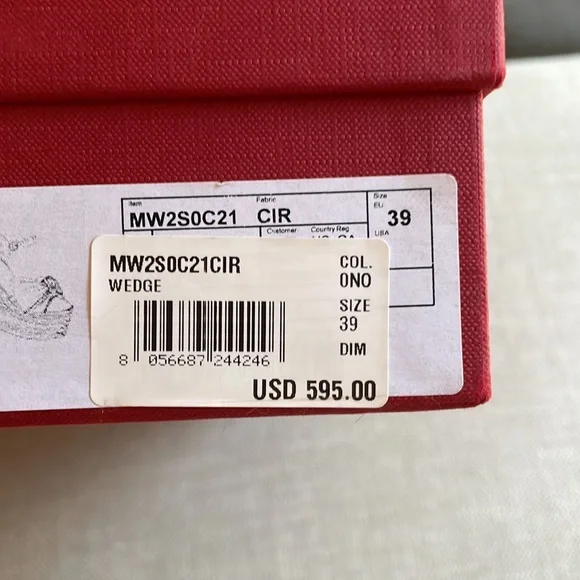 Item Fabric Size
MW2S0C21 CIR EU 39
Customer Country Reg USA
MW2S0C21CIR COL.
WEDGE 0NO
SIZE
39
DIM
8 056687 244246
USD 595.00